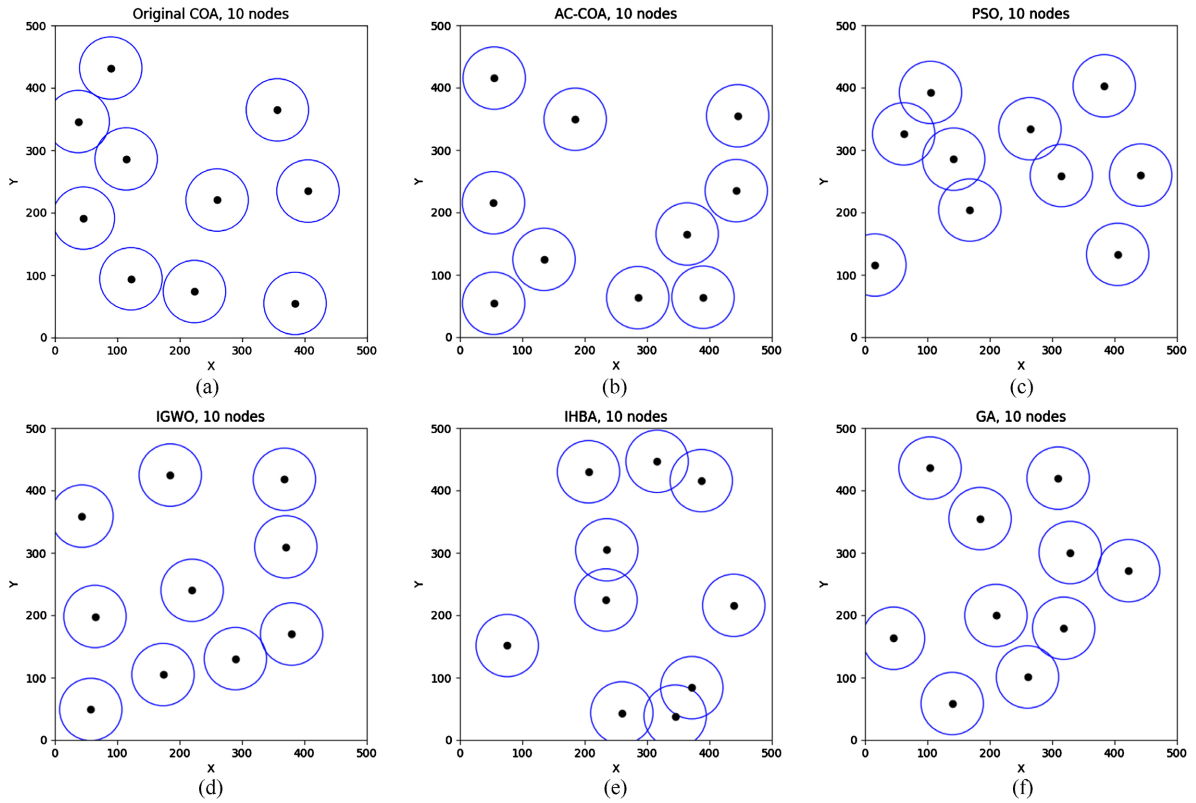 Original COA, 10 nodes
500
400
300
200
100
0
Y
0 100 200 300 400 500
X
(a)
AC-COA, 10 nodes
500
400
300
200
100
0
Y
0 100 200 300 400 500
X
(b)
PSO, 10 nodes
500
400
300
200
100
0
Y
0 100 200 300 400 500
X
(c)
IGWO, 10 nodes
500
400
300
200
100
0
Y
0 100 200 300 400 500
X
(d)
IHBA, 10 nodes
500
400
300
200
100
0
Y
0 100 200 300 400 500
X
(e)
GA, 10 nodes
500
400
300
200
100
0
Y
0 100 200 300 400 500
X
(f)